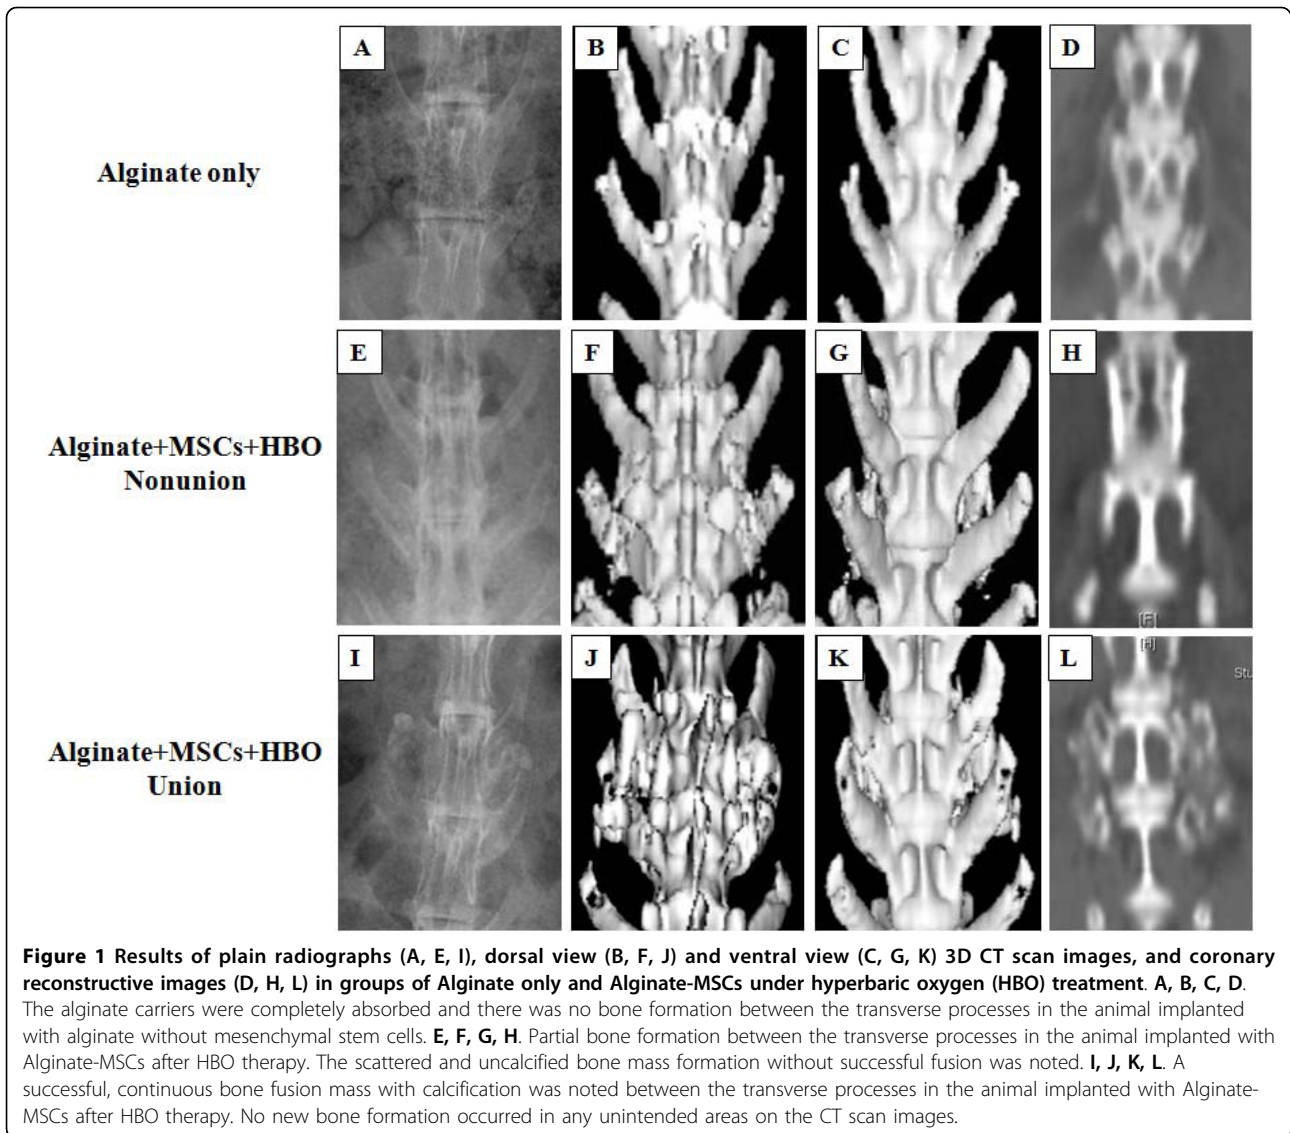 A
B
C
D
Alginate only
E
F
G
H
Alginate+MSCs+HBO
Nonunion
[F]
[H]
I
J
K
L
Stu
Alginate+MSCs+HBO
Union
Figure 1 Results of plain radiographs (A, E, I), dorsal view (B, F, J) and ventral view (C, G, K) 3D CT scan images, and coronary
reconstructive images (D, H, L) in groups of Alginate only and Alginate-MSCs under hyperbaric oxygen (HBO) treatment. A, B, C, D.
The alginate carriers were completely absorbed and there was no bone formation between the transverse processes in the animal implanted
with alginate without mesenchymal stem cells. E, F, G, H. Partial bone formation between the transverse processes in the animal implanted with
Alginate-MSCs after HBO therapy. The scattered and uncalcified bone mass formation without successful fusion was noted. I, J, K, L. A
successful, continuous bone fusion mass with calcification was noted between the transverse processes in the animal implanted with Alginate-
MSCs after HBO therapy. No new bone formation occurred in any unintended areas on the CT scan images.